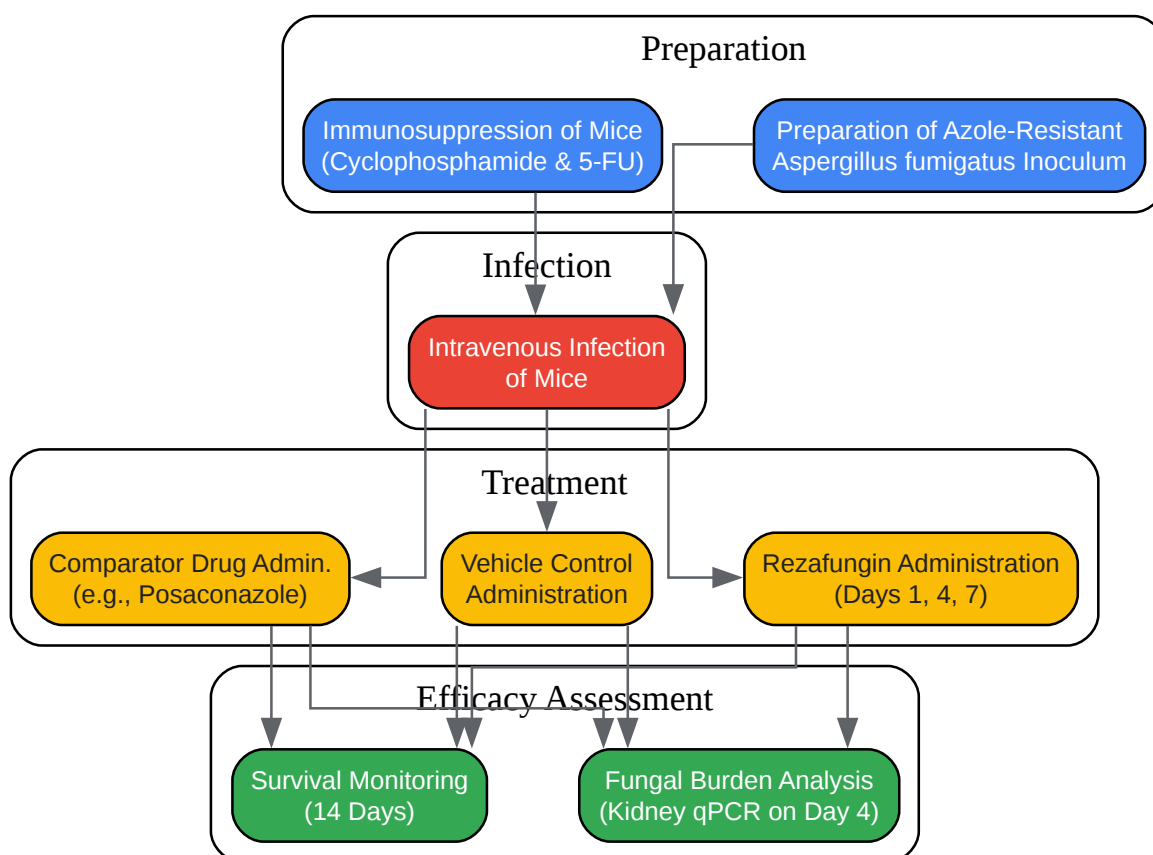 Preparation
Immunosuppression of Mice
(Cyclophosphamide & 5-FU)
Preparation of Azole-Resistant
Aspergillus fumigatus Inoculum
Infection
Intravenous Infection
of Mice
Treatment
Comparator Drug Admin.
(e.g., Posaconazole)
Vehicle Control
Administration
Rezafungin Administration
(Days 1, 4, 7)
Efficacy Assessment
Survival Monitoring
(14 Days)
Fungal Burden Analysis
(Kidney qPCR on Day 4)